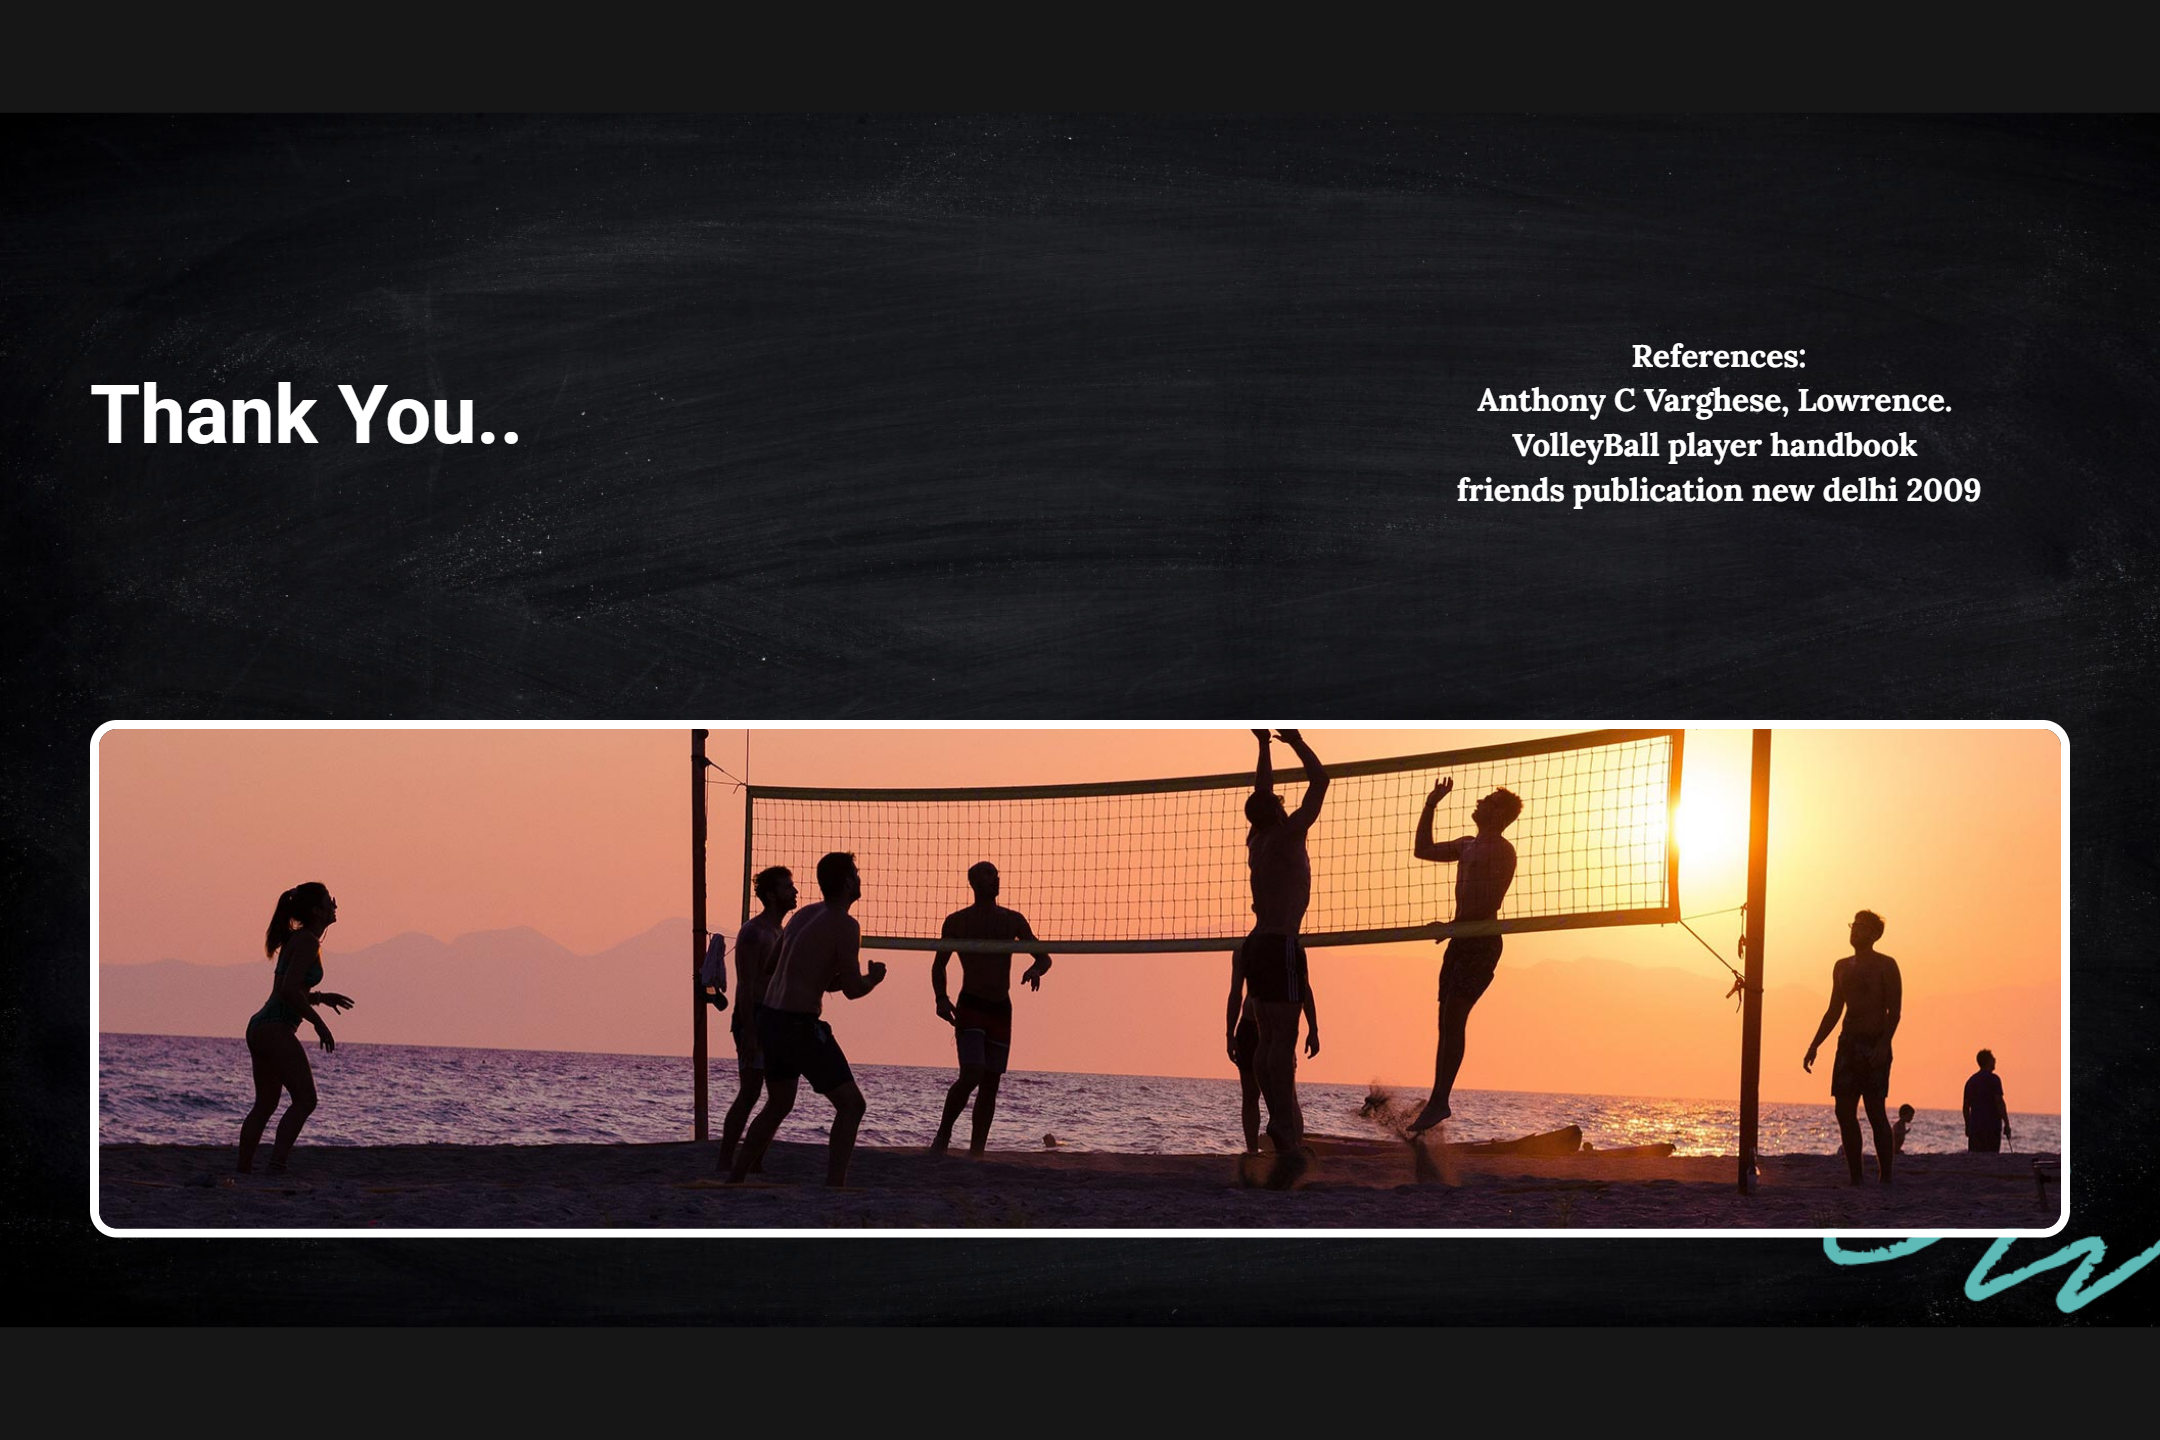 Thank You..
References:
Anthony C Varghese, Lowrence.
VolleyBall player handbook
friends publication new delhi 2009